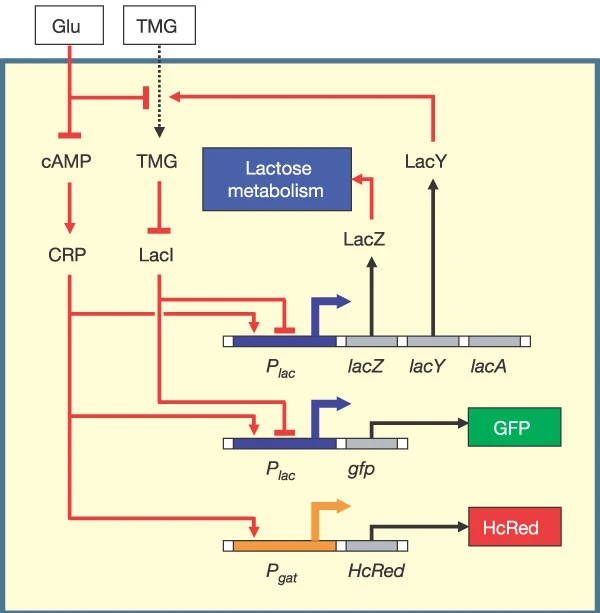 Glu
TMG
cAMP
TMG
Lactose
metabolism
LacY
CRP
LacI
LacZ
Plac
lacZ
lacY
lacA
Plac
gfp
GFP
Pgat
HcRed
HcRed